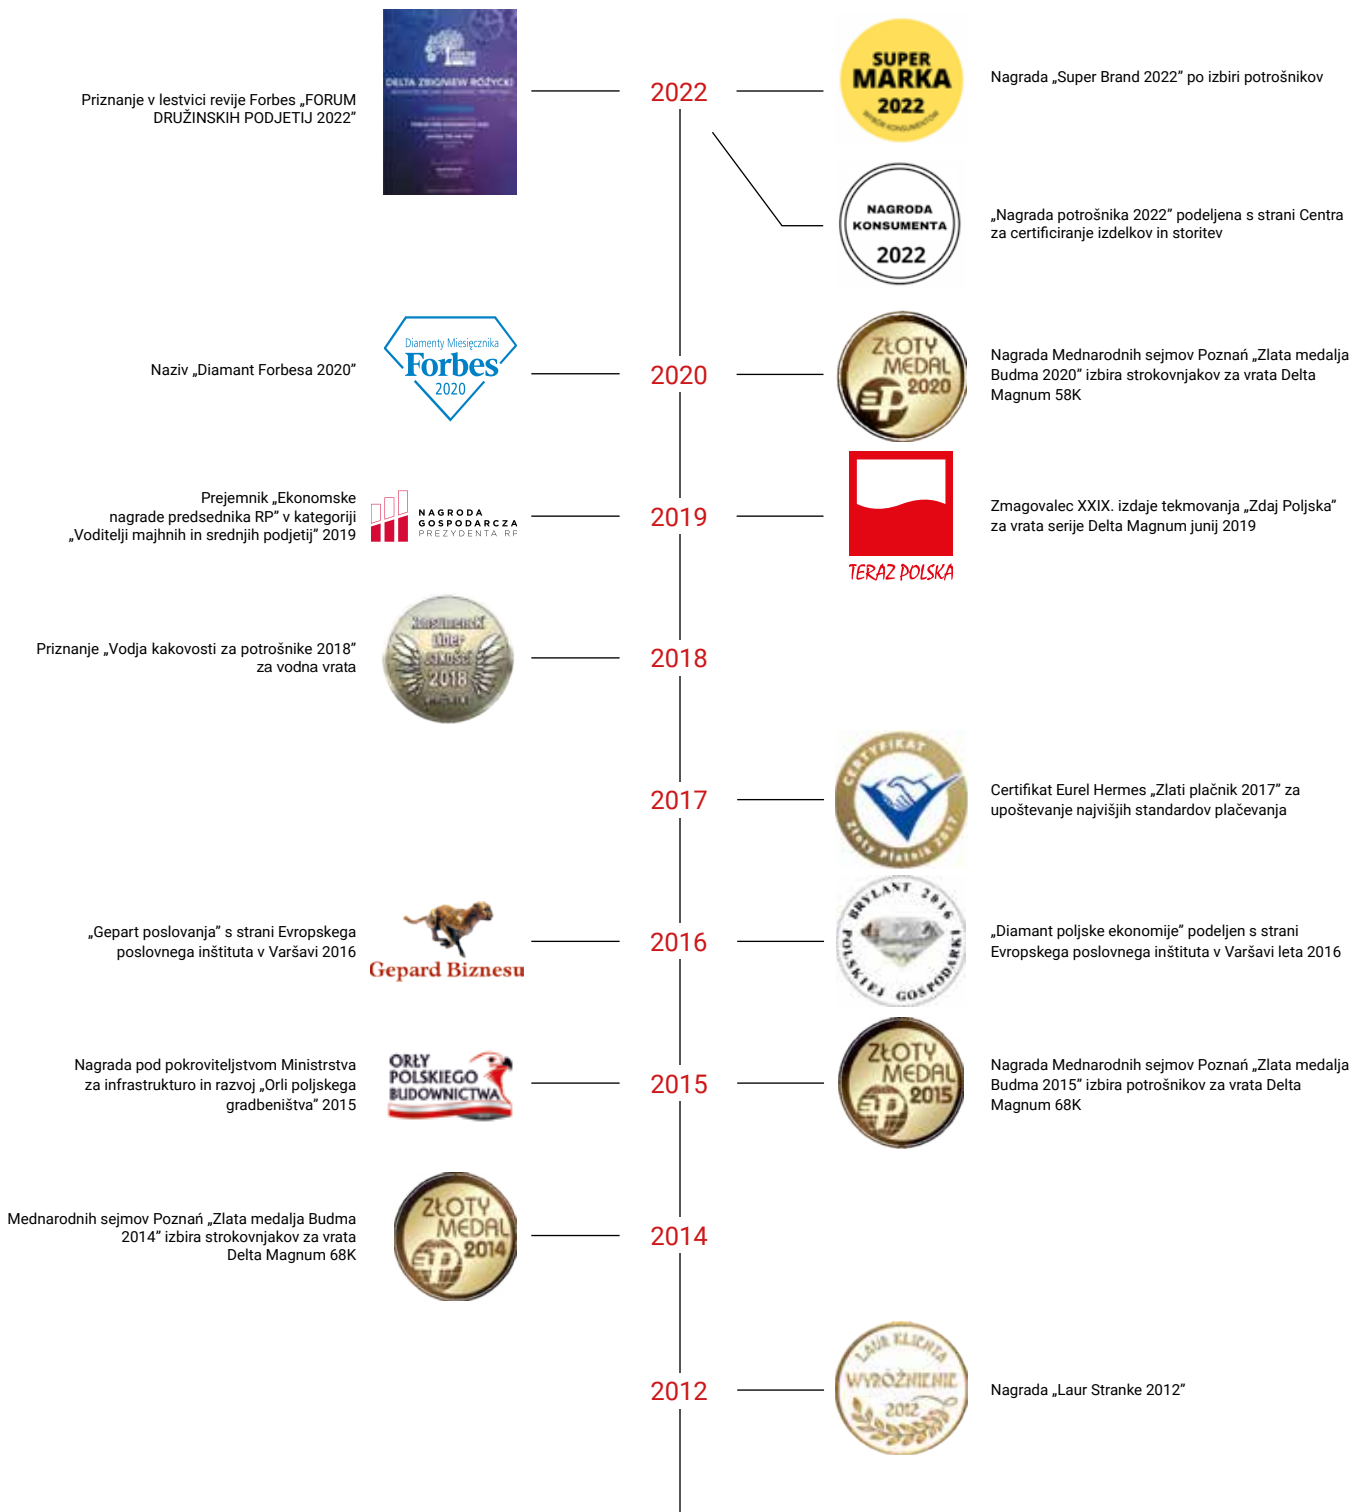 Priznanje v lestvici revije Forbes „FORUM
DRUŽINSKIH PODJETIJ 2022”
DELTA ZBIGNIEW RÓŻYCKI
2022
SUPER
MARKA
2022
WYBÓR KONSUMENTÓW
Nagrada „Super Brand 2022” po izbiri potrošnikov
NAGRODA
KONSUMENTA
2022
„Nagrada potrošnika 2022” podeljena s strani Centra
za certificiranje izdelkov in storitev
Naziv „Diamant Forbesa 2020”
Diamenty Miesięcznika
Forbes
2020
2020
ZŁOTY
MEDAL
2020
Nagrada Mednarodnih sejmov Poznań „Zlata medalja
Budma 2020” izbira strokovnjakov za vrata Delta
Magnum 58K
Prejemnik „Ekonomske
nagrade predsednika RP” v kategoriji
„Voditelji majhnih in srednjih podjetij” 2019
NAGRODA
GOSPODARCZA
PREZYDENTA RP
2019
TERAZ POLSKA
Zmagovalec XXIX. izdaje tekmovanja „Zdaj Poljska”
za vrata serije Delta Magnum junij 2019
Priznanje „Vodja kakovosti za potrošnike 2018”
za vodna vrata
Konsumencki
Lider
Jakości
2018
2018
2017
CERTYFIKAT
Złoty Płatnik 2017
Certifikat Eurel Hermes „Zlati plačnik 2017” za
upoštevanje najvišjih standardov plačevanja
„Gepart poslovanja” s strani Evropskega
poslovnega inštituta v Varšavi 2016
Gepard Biznesu
2016
BRYLANT 2016
POLSKIEJ GOSPODARKI
„Diamant poljske ekonomije” podeljen s strani
Evropskega poslovnega inštituta v Varšavi leta 2016
Nagrada pod pokroviteljstvom Ministrstva
za infrastrukturo in razvoj „Orli poljskega
gradbeništva” 2015
ORŁY
POLSKIEGO
BUDOWNICTWA
2015
ZŁOTY
MEDAL
2015
Nagrada Mednarodnih sejmov Poznań „Zlata medalja
Budma 2015” izbira potrošnikov za vrata Delta
Magnum 68K
Mednarodnih sejmov Poznań „Zlata medalja Budma
2014” izbira strokovnjakov za vrata
Delta Magnum 68K
ZŁOTY
MEDAL
2014
2014
2012
LAUR KLIENTA
WYRÓŻNIENIE
2012
Nagrada „Laur Stranke 2012”